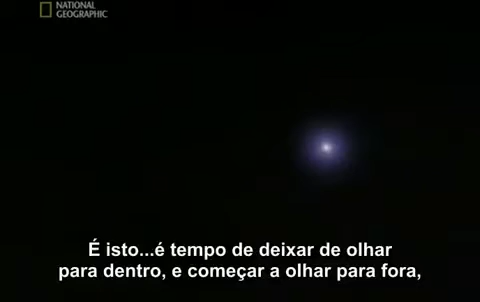 NATIONAL
GEOGRAPHIC
É isto...é tempo de deixar de olhar
para dentro, e começar a olhar para fora,